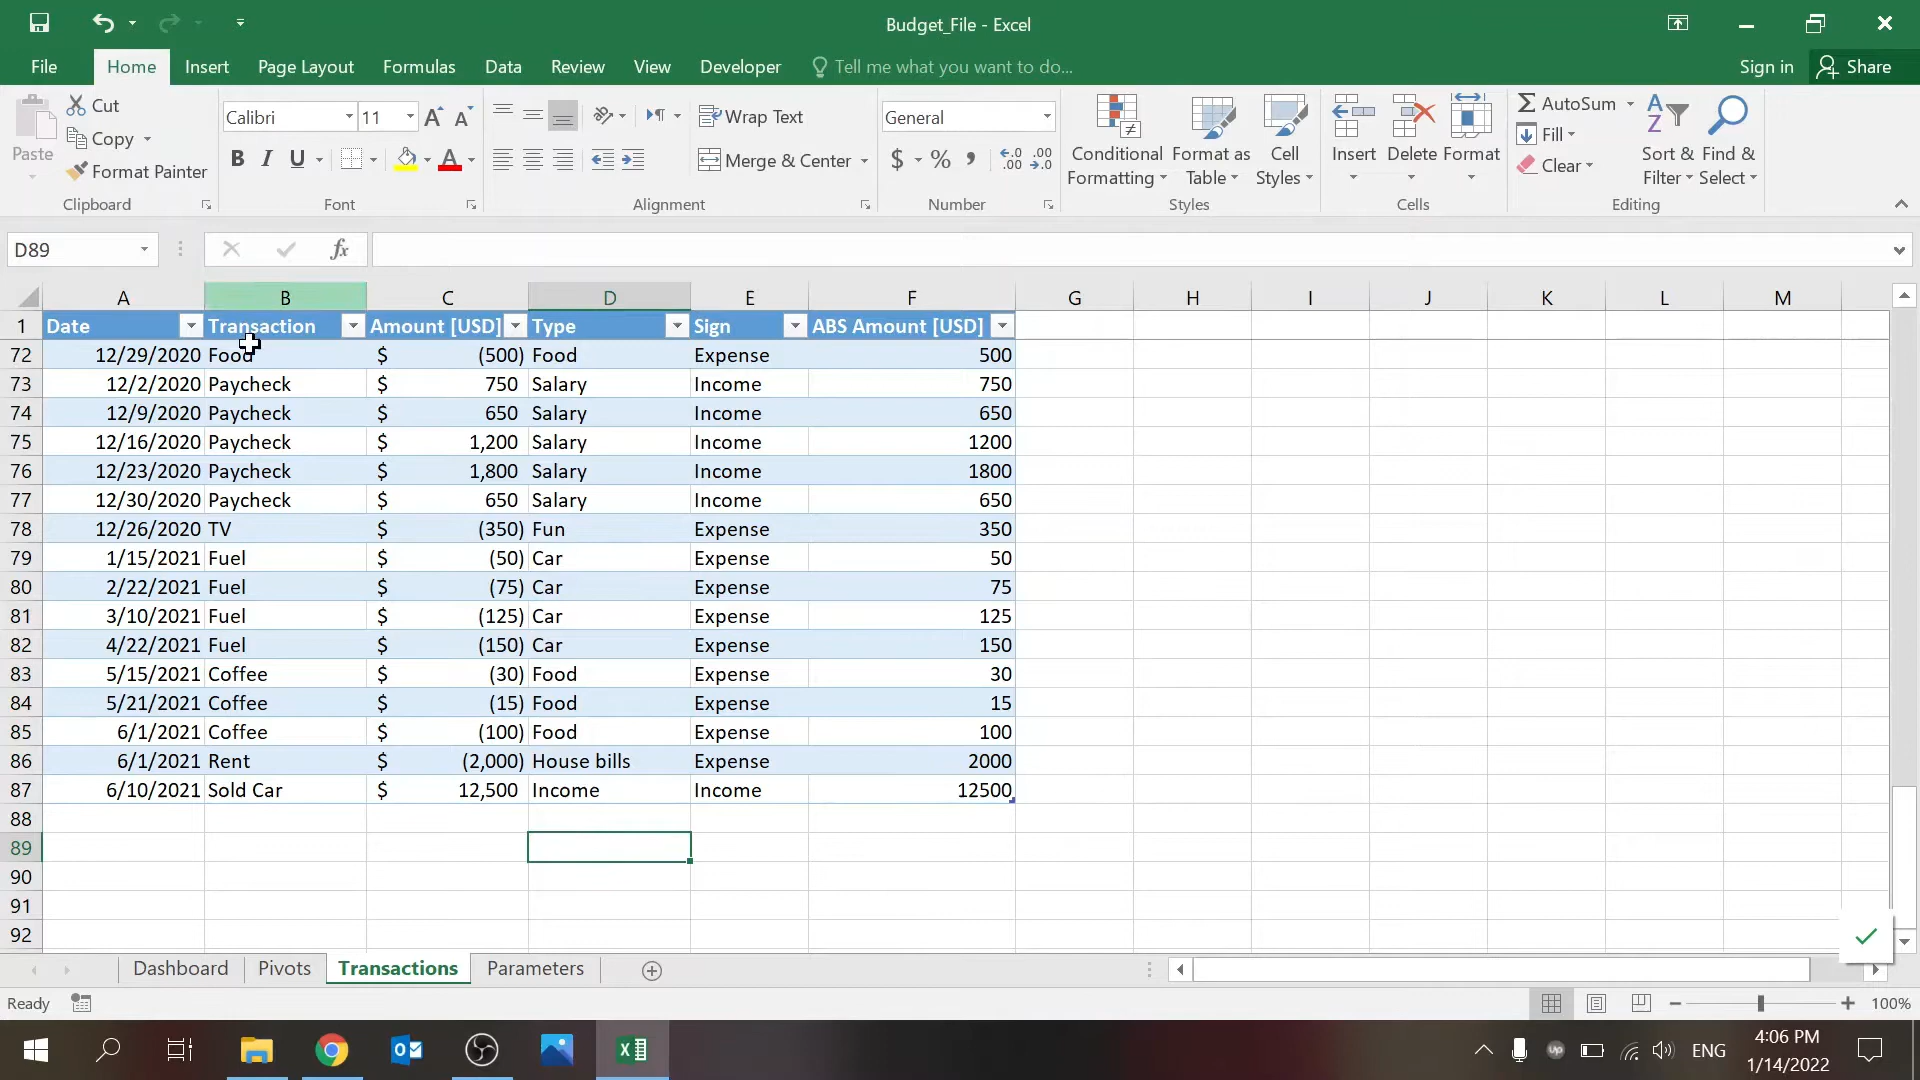 Budget_File - Excel
File Home Insert Page Layout Formulas Data Review View Developer Tell me what you want to do... Sign in Share
Paste
Cut
Copy
Format Painter
Clipboard
Calibri 11
B I U A
Font
Wrap Text
Merge & Center
Alignment
General
$ % ,
Number
Conditional Formatting
Format as Table
Cell Styles
Styles
Insert
Delete
Format
Cells
AutoSum
Fill
Clear
Sort & Filter
Find & Select
Editing
D89 fx
A B C D E F G H I J K L M
1 Date Transaction Amount [USD] Type Sign ABS Amount [USD]
72 12/29/2020 Food $ (500) Food Expense 500
73 12/2/2020 Paycheck $ 750 Salary Income 750
74 12/9/2020 Paycheck $ 650 Salary Income 650
75 12/16/2020 Paycheck $ 1,200 Salary Income 1200
76 12/23/2020 Paycheck $ 1,800 Salary Income 1800
77 12/30/2020 Paycheck $ 650 Salary Income 650
78 12/26/2020 TV $ (350) Fun Expense 350
79 1/15/2021 Fuel $ (50) Car Expense 50
80 2/22/2021 Fuel $ (75) Car Expense 75
81 3/10/2021 Fuel $ (125) Car Expense 125
82 4/22/2021 Fuel $ (150) Car Expense 150
83 5/15/2021 Coffee $ (30) Food Expense 30
84 5/21/2021 Coffee $ (15) Food Expense 15
85 6/1/2021 Coffee $ (100) Food Expense 100
86 6/1/2021 Rent $ (2,000) House bills Expense 2000
87 6/10/2021 Sold Car $ 12,500 Income Income 12500
88
89
90
91
92
Dashboard Pivots Transactions Parameters
Ready 100%
ENG 4:06 PM
1/14/2022